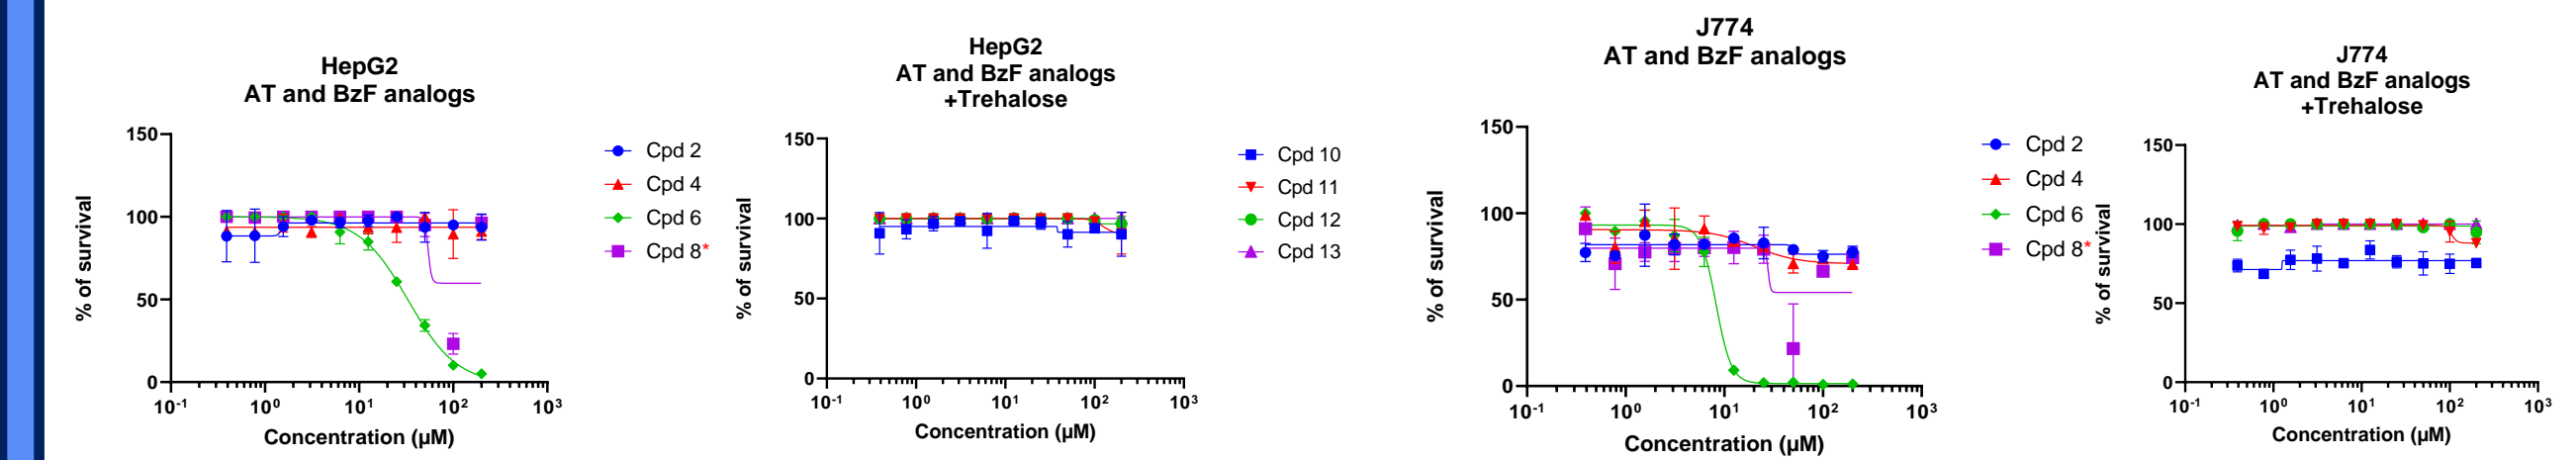 HepG2
AT and BzF analogs
150
100
50
0
% of survival
10-1
100
101
102
103
Concentration (µM)
Cpd 2
Cpd 4
Cpd 6
Cpd 8*
HepG2
AT and BzF analogs
+Trehalose
150
100
50
0
% of survival
10-1
100
101
102
103
Concentration (µM)
Cpd 10
Cpd 11
Cpd 12
Cpd 13
J774
AT and BzF analogs
150
100
50
0
% of survival
10-1
100
101
102
103
Concentration (µM)
Cpd 2
Cpd 4
Cpd 6
Cpd 8*
J774
AT and BzF analogs
+Trehalose
150
100
50
0
% of survival
10-1
100
101
102
103
Concentration (µM)